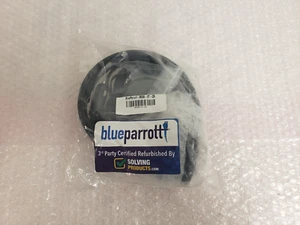 blueparrott
3rd Party Certified Refurbished By
SOLVING
PRODUCTS.com